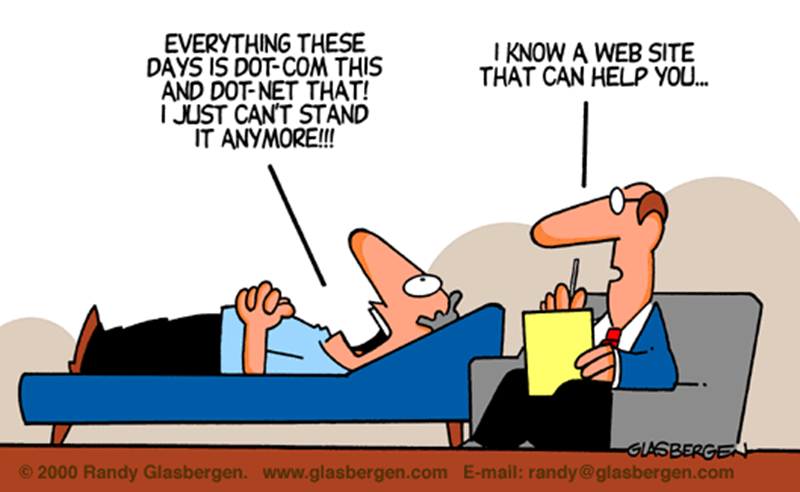 EVERYTHING THESE
DAYS IS DOT-COM THIS
AND DOT-NET THAT!
I JUST CAN'T STAND
IT ANYMORE!!!
I KNOW A WEB SITE
THAT CAN HELP YOU...
GLASBERGEN
© 2000 Randy Glasbergen. www.glasbergen.com E-mail: randy@glasbergen.com